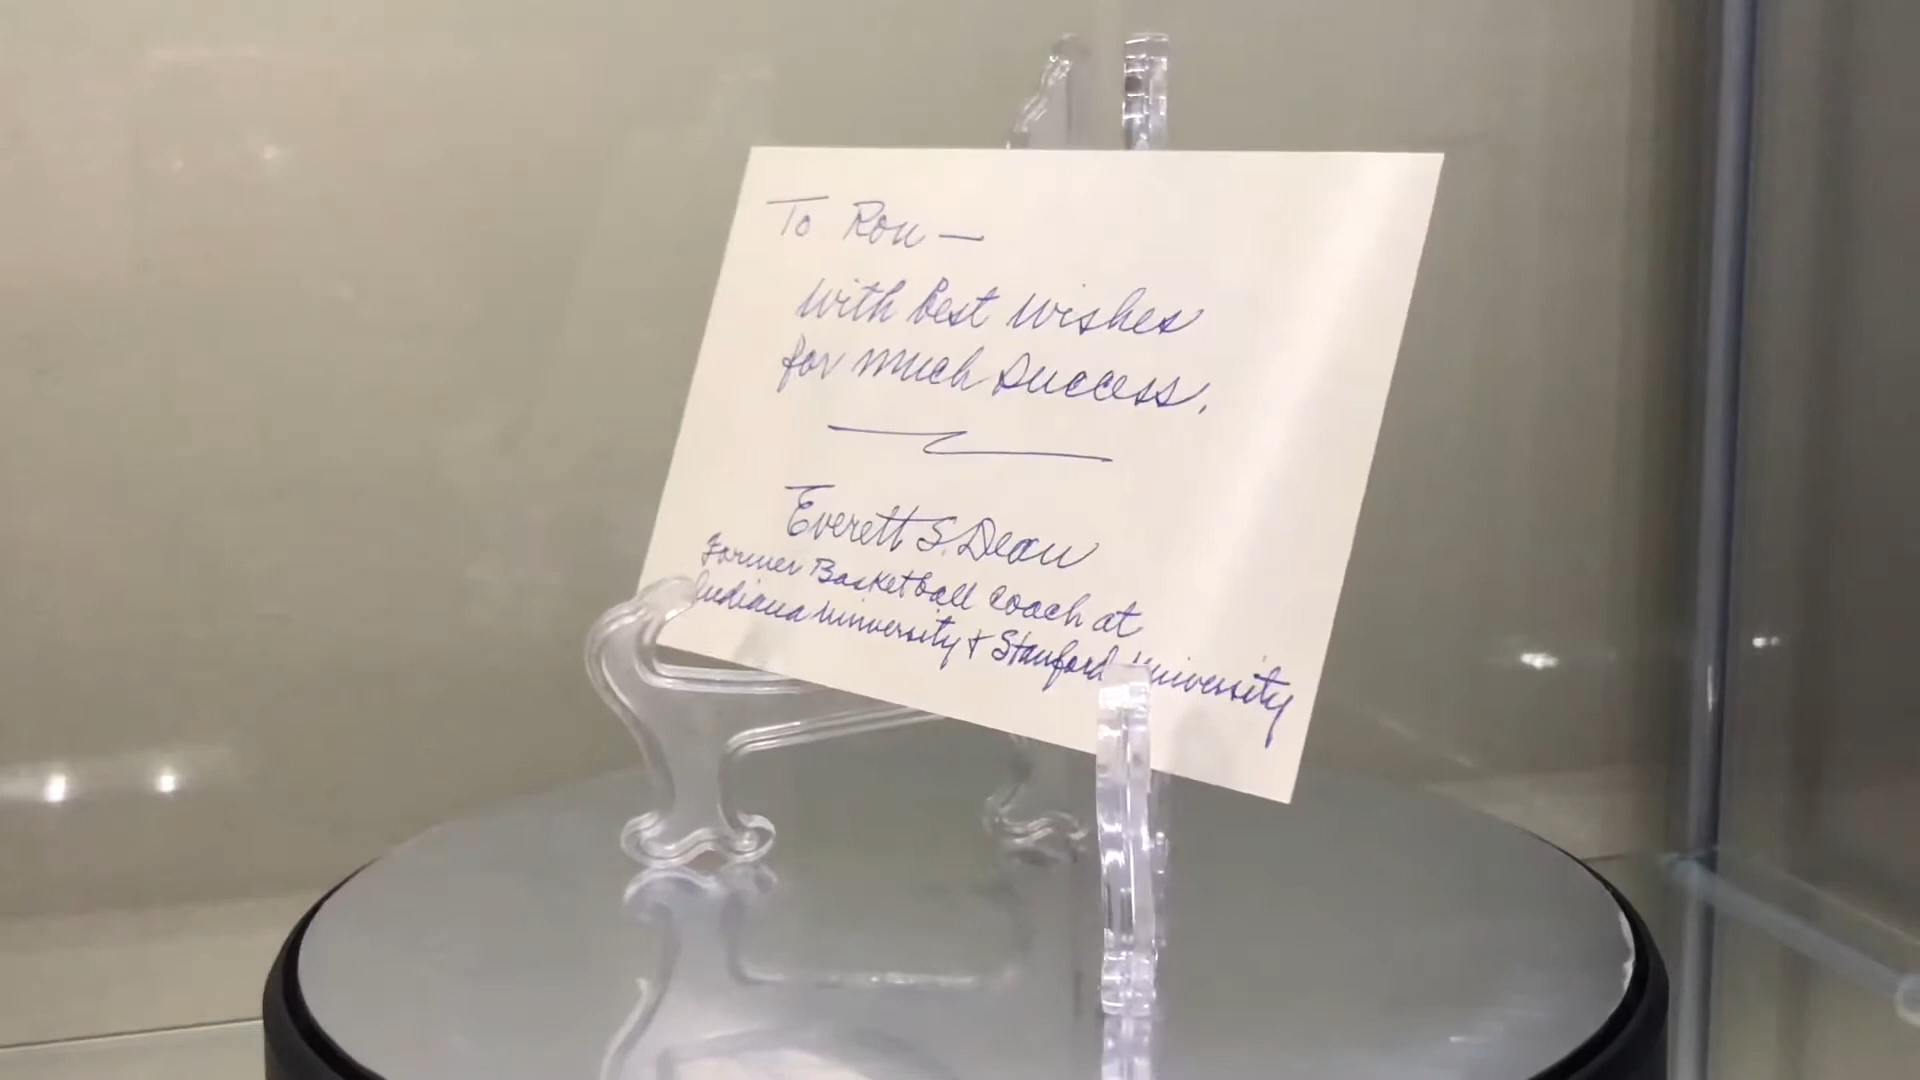 To Ron —
With best wishes
for much success.
Everett S. Dean
Former Basketball Coach at
Indiana University & Stanford University